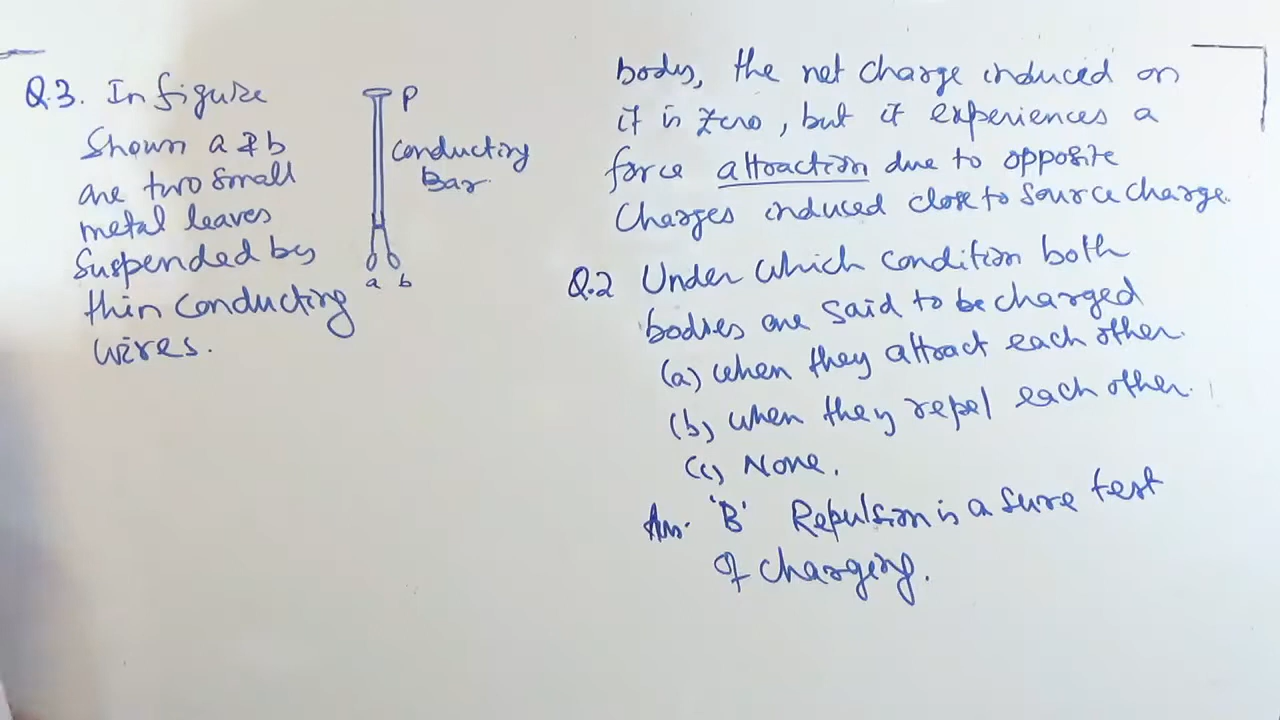 Q.3. In figure
Shown a & b
are two small
metal leaves
Suspended by
thin conducting
wires.
P
conducting
Bar.
a b
body, the net charge induced on
it is zero, but it experiences a
force attraction due to opposite
Charges induced close to source charge.
Q.2 Under which condition both
bodies are said to be charged
(a) when they attract each other.
(b) when they repel each other.
(c) None.
Ans. 'B' Repulsion is a sure test
of charging.